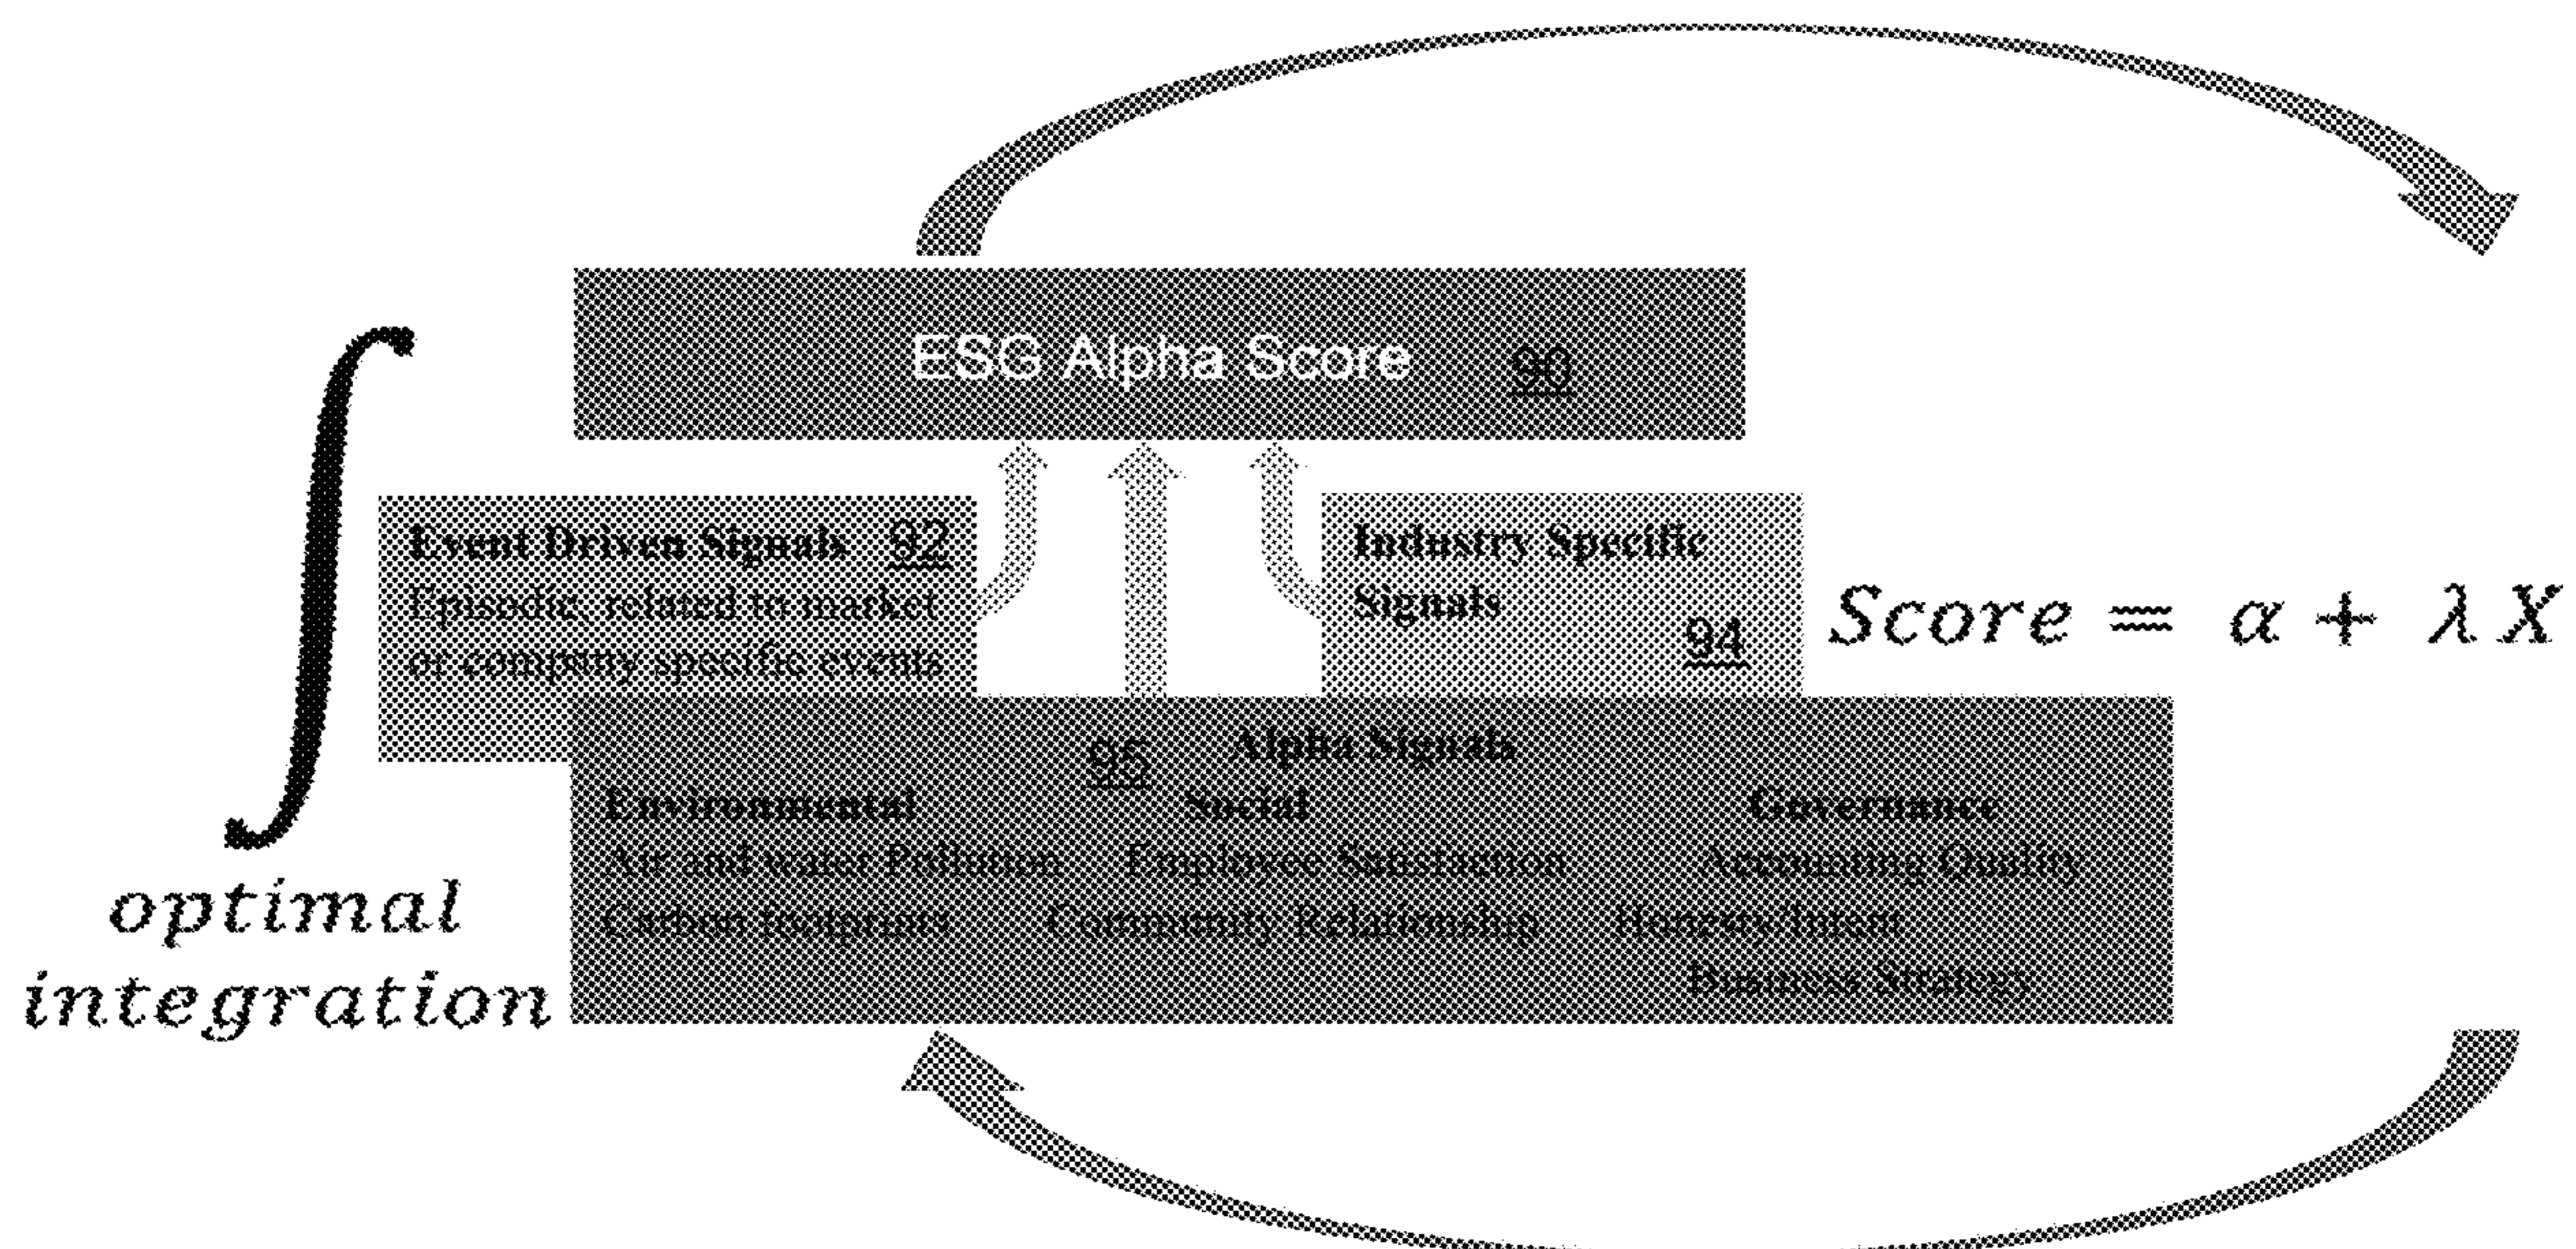 ESG Alpha Score 90
Event Driven Signals 92
Episodic, related to market
or company specific events
Industry Specific
Signals
94
Score = α + λ X
95 Alpha Signals
Environmental Social Governance
Air and water Pollution Employee Satisfaction Accounting Quality
Carbon footprints Community Relationship Honesty/Intent
Business Strategy
∫
optimal
integration